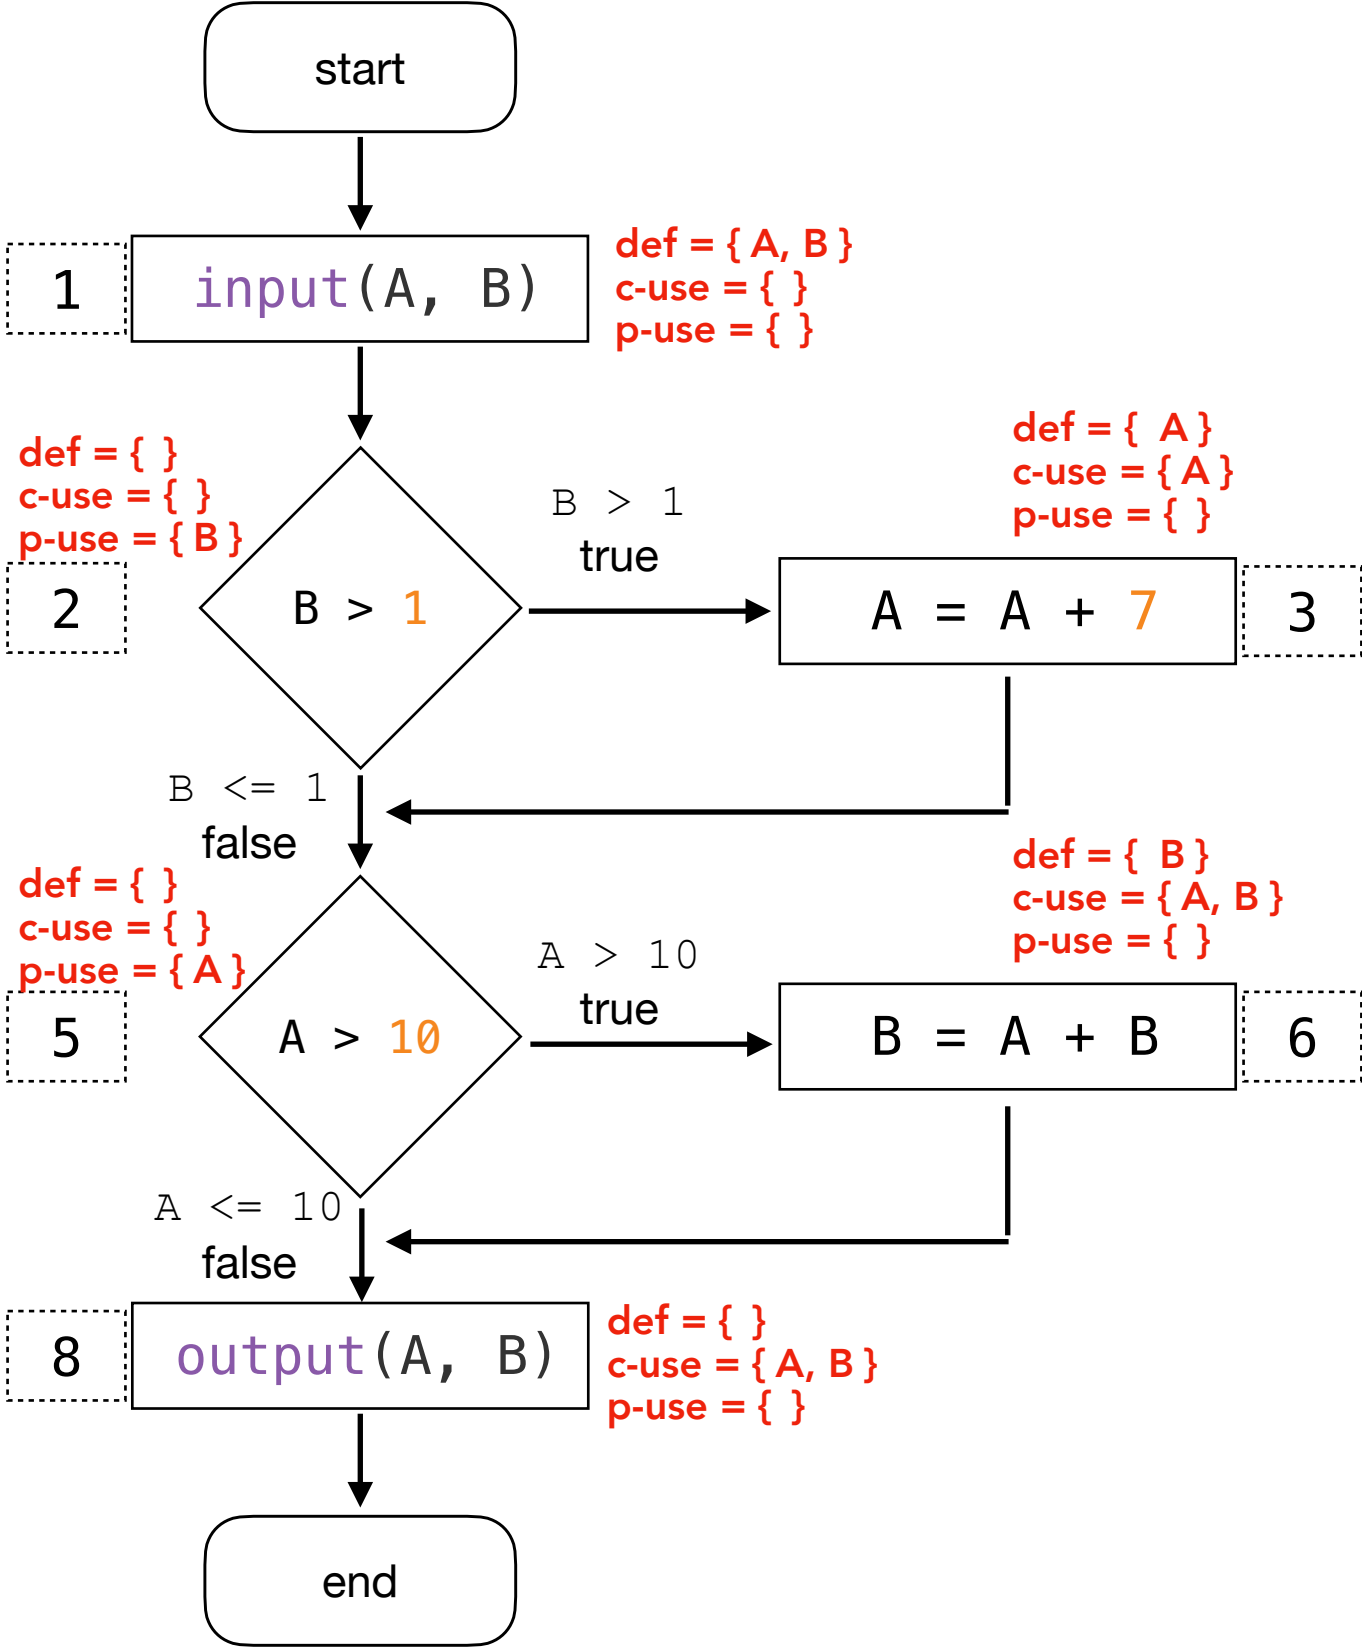 start
1
input(A, B)
def = { A, B }
c-use = { }
p-use = { }
def = { }
c-use = { }
p-use = { B }
2
B > 1
B > 1
true
def = { A }
c-use = { A }
p-use = { }
A = A + 7
3
B <= 1
false
def = { }
c-use = { }
p-use = { A }
5
A > 10
A > 10
true
def = { B }
c-use = { A, B }
p-use = { }
B = A + B
6
A <= 10
false
8
output(A, B)
def = { }
c-use = { A, B }
p-use = { }
end